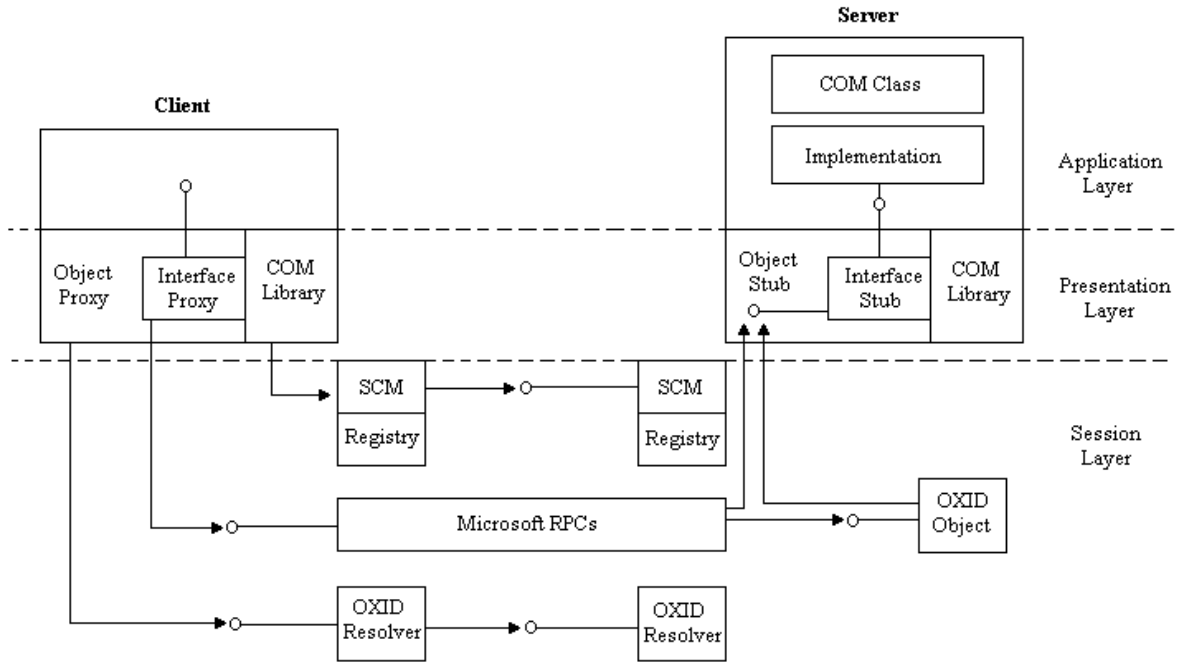 Server
COM Class
Client
Implementation
Application
Layer
Object
Proxy
Interface
Proxy
COM
Library
Object
Stub
Interface
Stub
COM
Library
Presentation
Layer
SCM
SCM
Registry
Registry
Session
Layer
Microsoft RPCs
OXID
Object
OXID
Resolver
OXID
Resolver